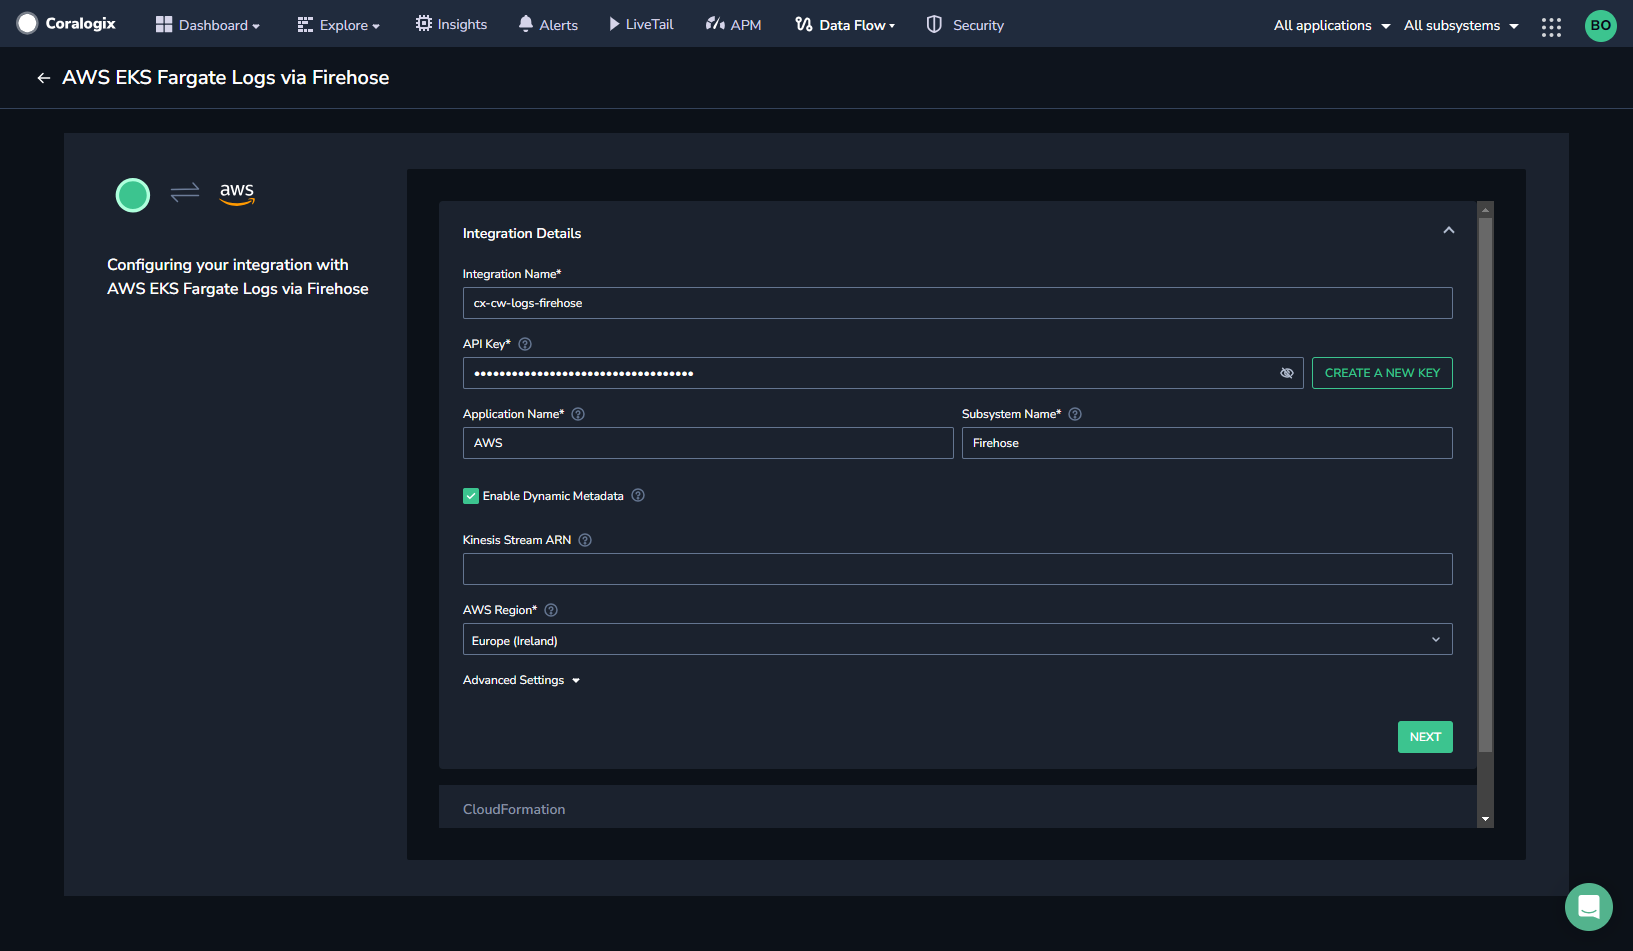 Coralogix
Dashboard
Explore
Insights
Alerts
LiveTail
APM
Data Flow
Security
All applications
All subsystems
BO
AWS EKS Fargate Logs via Firehose
aws
Configuring your integration with
AWS EKS Fargate Logs via Firehose
Integration Details
Integration Name*
cx-cw-logs-firehose
API Key*
CREATE A NEW KEY
Application Name*
Subsystem Name*
AWS
Firehose
Enable Dynamic Metadata
Kinesis Stream ARN
AWS Region*
Europe (Ireland)
Advanced Settings
NEXT
CloudFormation